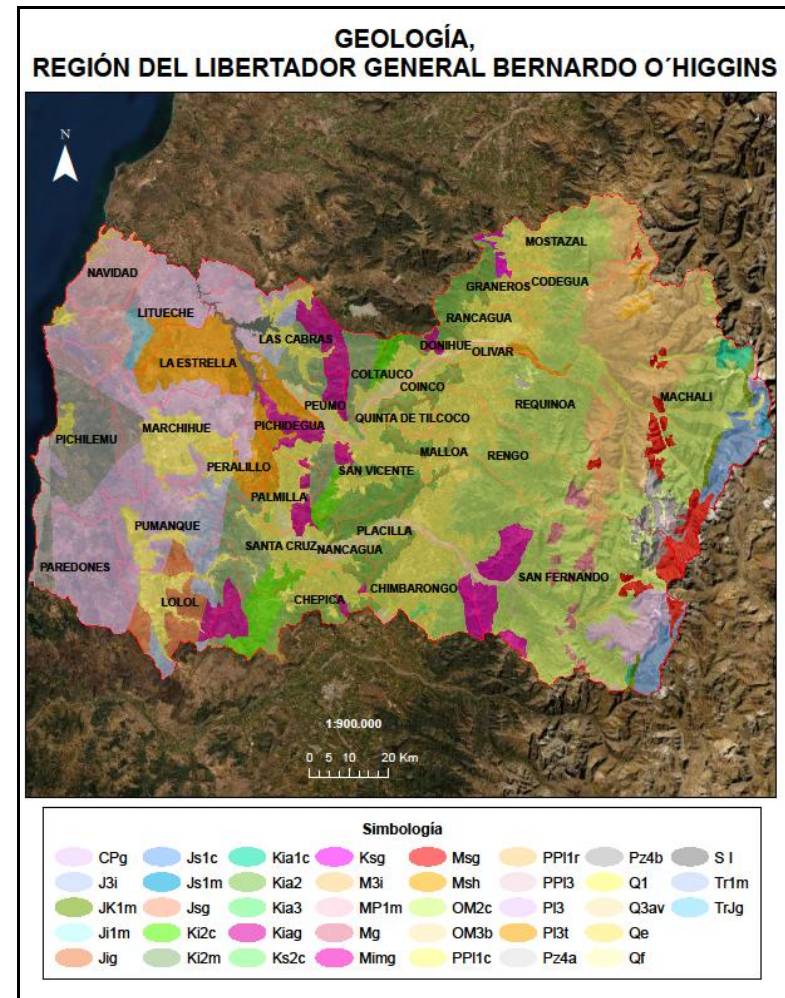 GEOLOGÍA,
REGIÓN DEL LIBERTADOR GENERAL BERNARDO O´HIGGINS
N
MOSTAZAL
NAVIDAD
CODEGUA
GRANEROS
LITUECHE
RANCAGUA
LAS CABRAS
DONIHUE
OLIVAR
LA ESTRELLA
COLTAUCO
COINCO
MACHALI
PEUMO
REQUINOA
QUINTA DE TILCOCO
PICHIDEGUA
MARCHIHUE
PICHILEMU
MALLOA
RENGO
PERALILLO
SAN VICENTE
PALMILLA
PUMANQUE
PLACILLA
SANTA CRUZ
NANCAGUA
PAREDONES
SAN FERNANDO
CHIMBARONGO
LOLOL
CHEPICA
1:900.000
0 5 10 20 Km
Simbología
CPg Js1c Kia1c Ksg Msg PPl1r Pz4b S I
J3i Js1m Kia2 M3i Msh PPl3 Q1 Tr1m
JK1m Jsg Kia3 MP1m OM2c Pl3 Q3av TrJg
Ji1m Ki2c Kiag Mg OM3b Pl3t Qe
Jig Ki2m Ks2c Mimg PPl1c Pz4a Qf